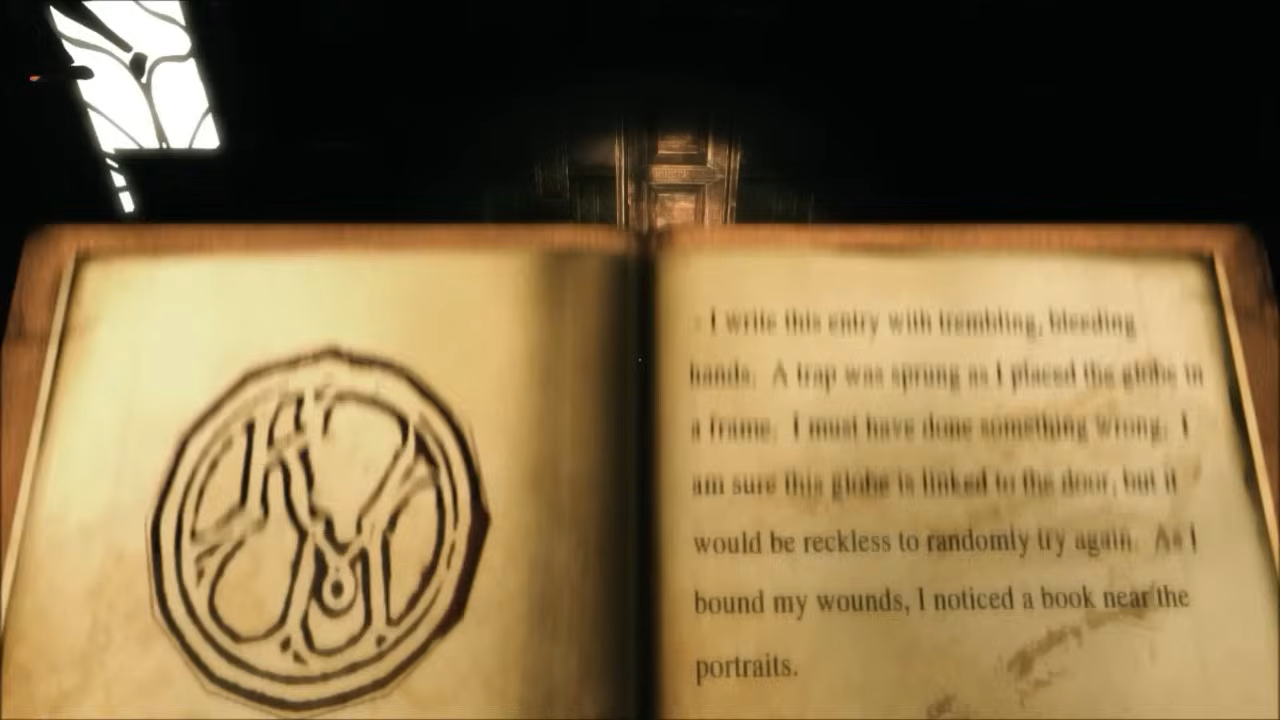 - I write this entry with trembling, bleeding
hands. A trap was sprung as I placed the globe in
a frame. I must have done something wrong. I
am sure this globe is linked to the door, but it
would be reckless to randomly try again. As I
bound my wounds, I noticed a book near the
portraits.